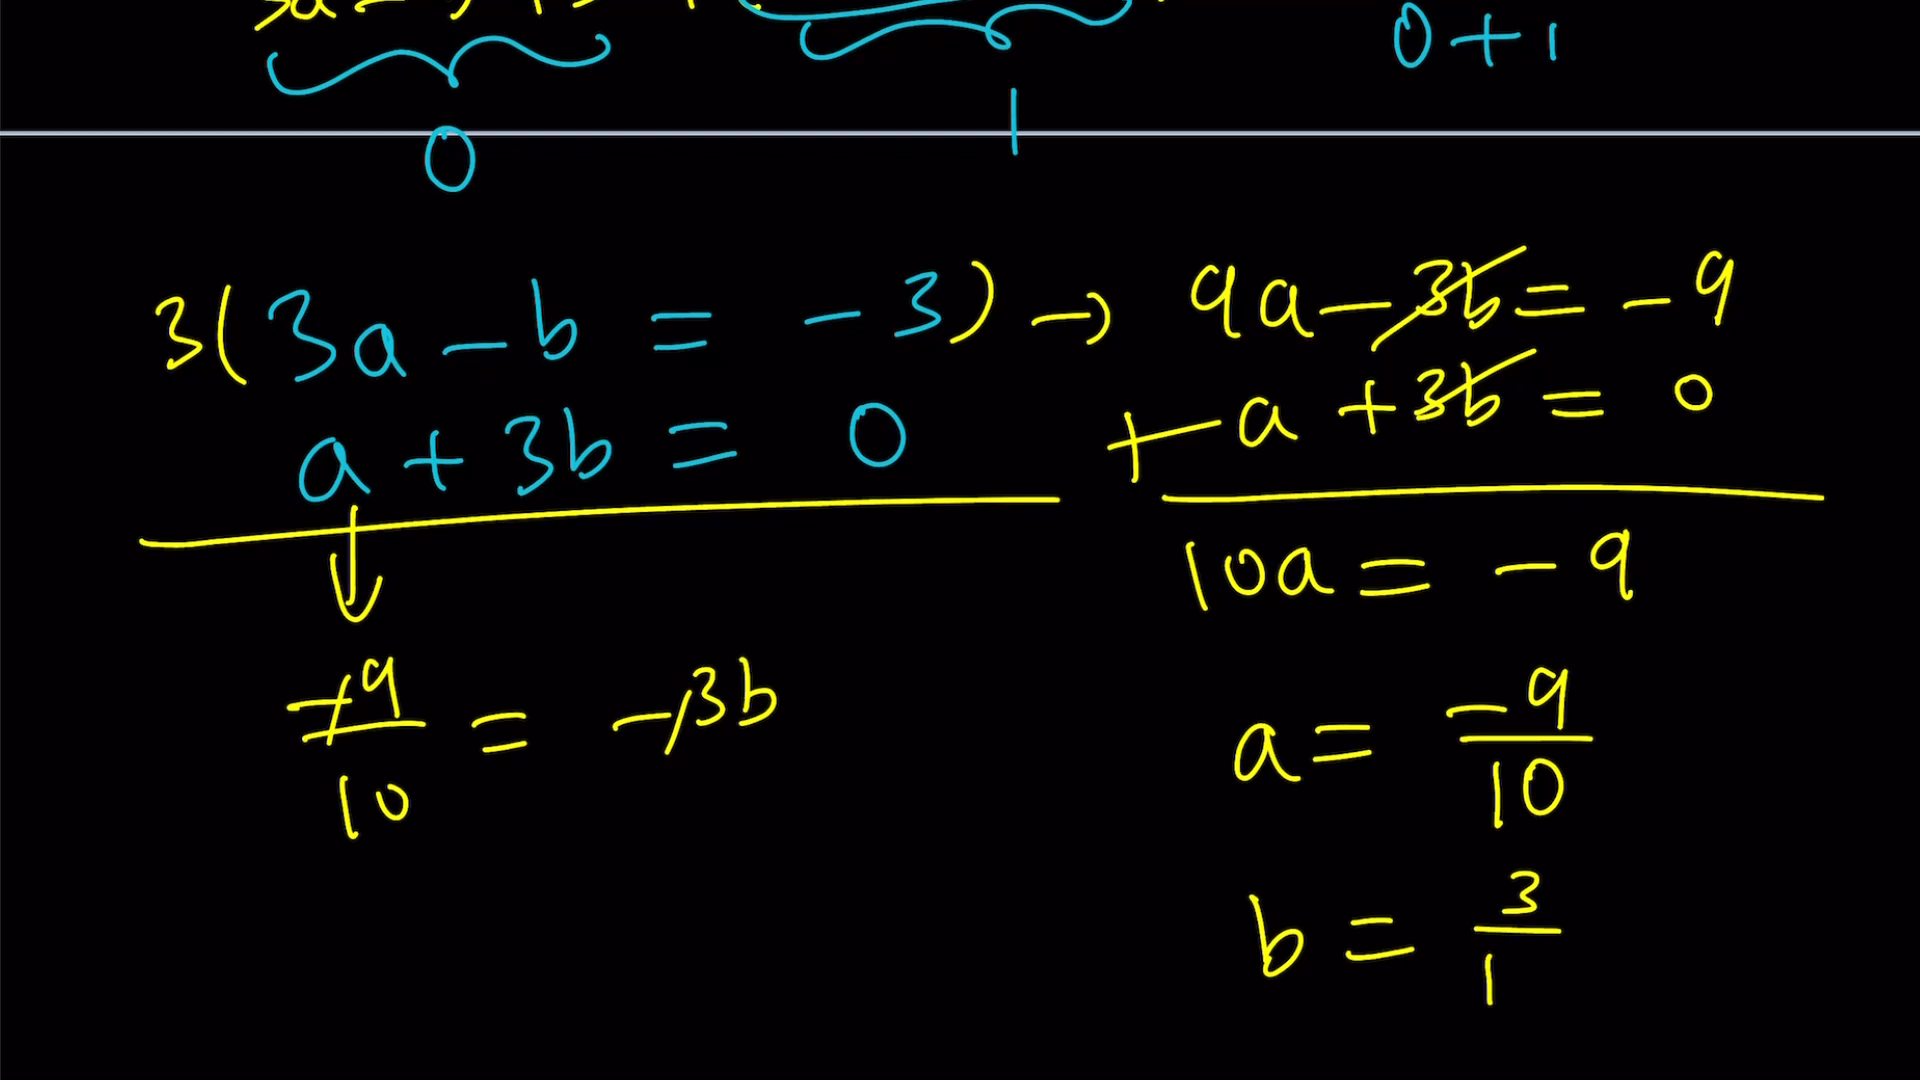 0 + 1
0
1
3(3a - b = -3) → 9a - 3b = -9
a + 3b = 0
+ a + 3b = 0
10a = -9
-9/10 = -3b
a = -9/10
b = 3/1